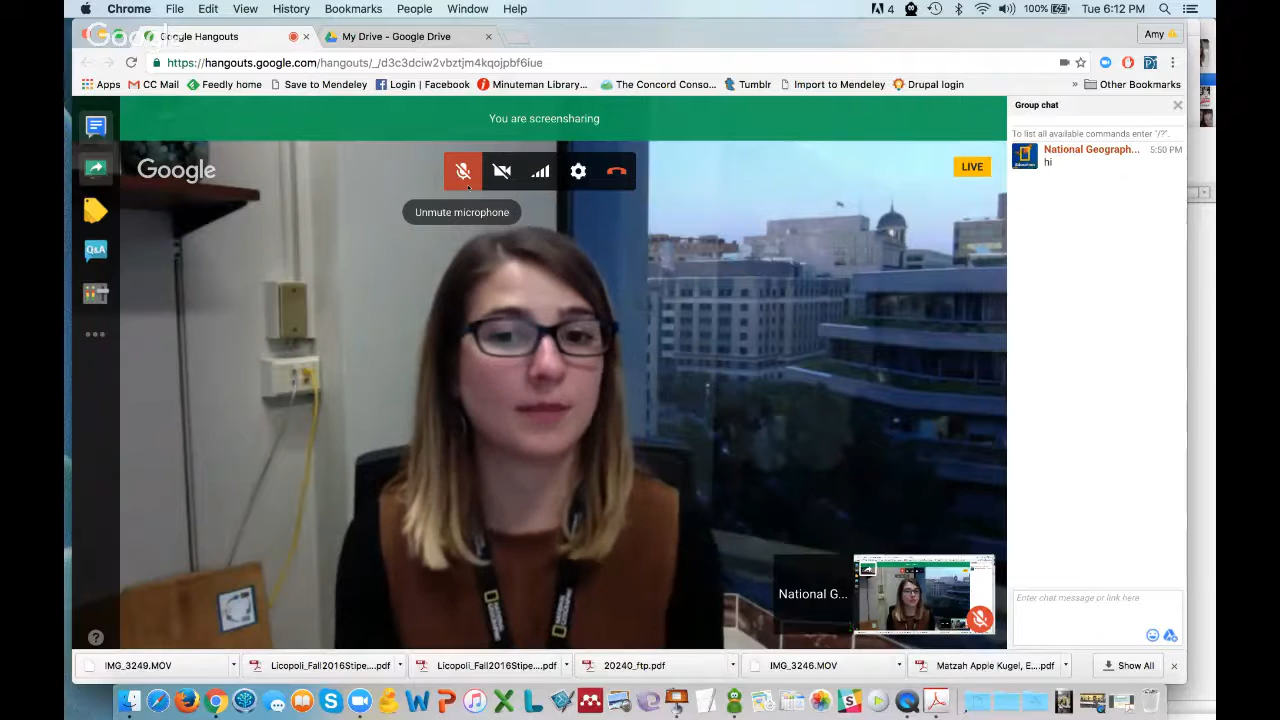 Chrome File Edit View History Bookmarks People Window Help
4 100% Tue 6:12 PM
Google
Google Hangouts
My Drive - Google Drive
Amy
https://hangouts.google.com/hangouts/_/d3c3dciw2vbztjm4kqojpbf6iue
Apps CC Mail Feedly home Save to Mendeley Login | Facebook Minuteman Library... The Concord Conso... Tumblr Import to Mendeley Drupal login » Other Bookmarks
You are screensharing
Group chat
To list all available commands enter "/?".
National Geograph... 5:50 PM
hi
Google
LIVE
Unmute microphone
Q&A
National G...
Enter chat message or link here
?
IMG_3249.MOV
Licopoli_Fall2016Stipe....pdf
Licopoli_Fall2016Stipe....pdf
20240_ftp.pdf
IMG_3246.MOV
Matzah Apple Kugel, E....pdf
Show All